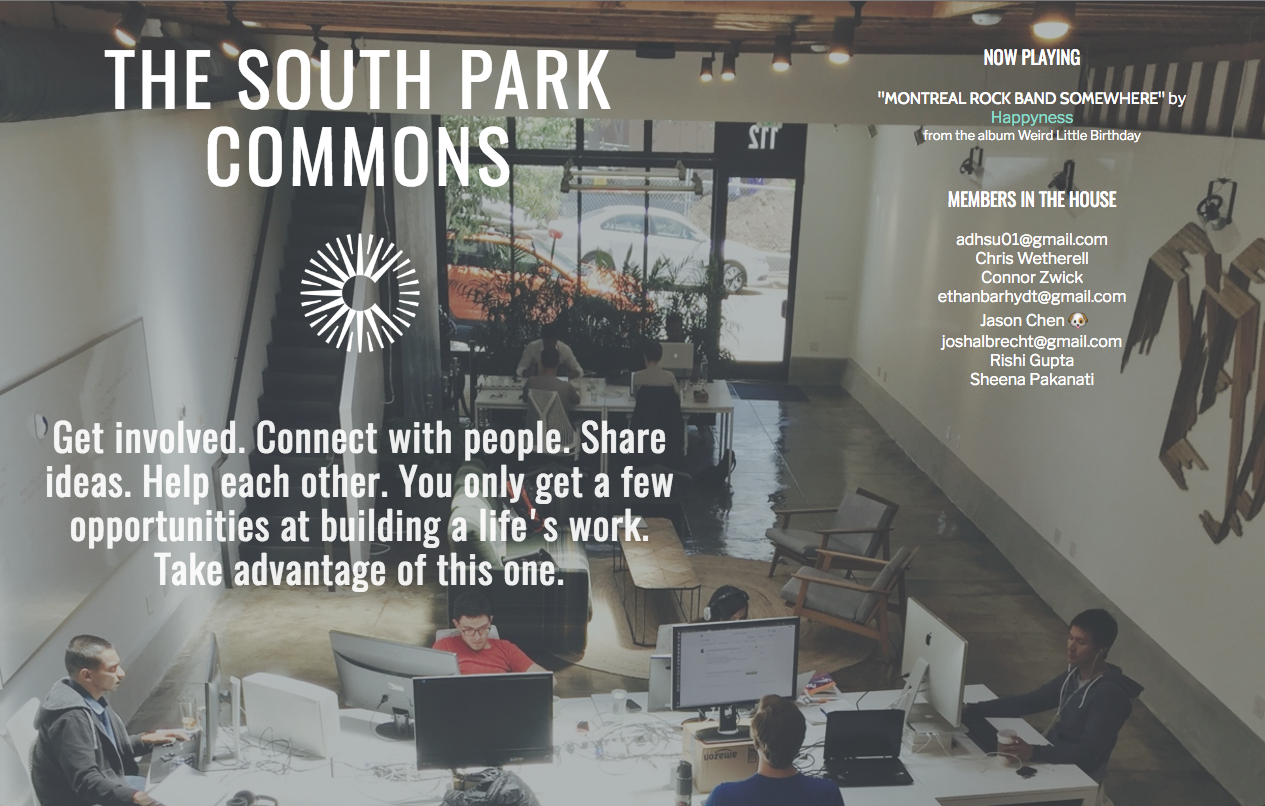 THE SOUTH PARK
COMMONS
Get involved. Connect with people. Share
ideas. Help each other. You only get a few
opportunities at building a life's work.
Take advantage of this one.
NOW PLAYING
"MONTREAL ROCK BAND SOMEWHERE" by
Happyness
from the album Weird Little Birthday
MEMBERS IN THE HOUSE
adhsu01@gmail.com
Chris Wetherell
Connor Zwick
ethanbarhydt@gmail.com
Jason Chen 🐶
joshalbrecht@gmail.com
Rishi Gupta
Sheena Pakanati
112
amazon